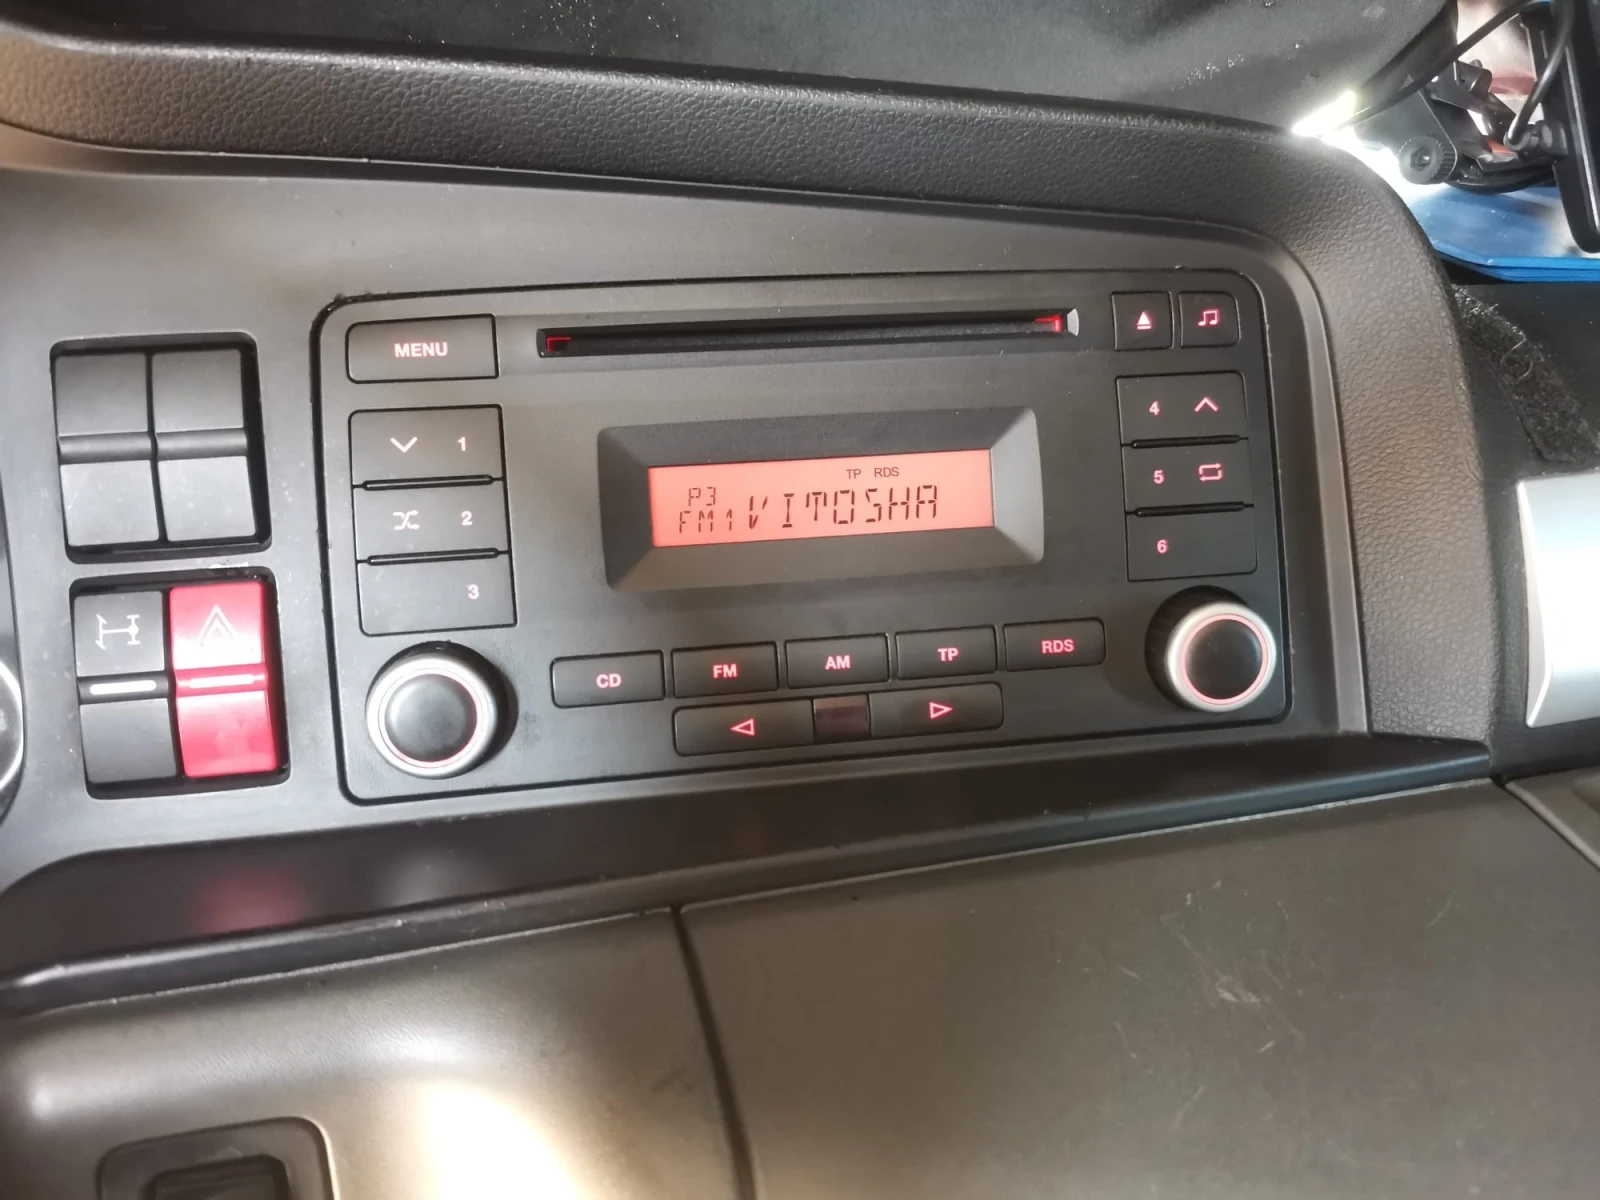 MENU
1
2
3
TP RDS
P3
FM1 VITOSHA
4
5
6
CD FM AM TP RDS